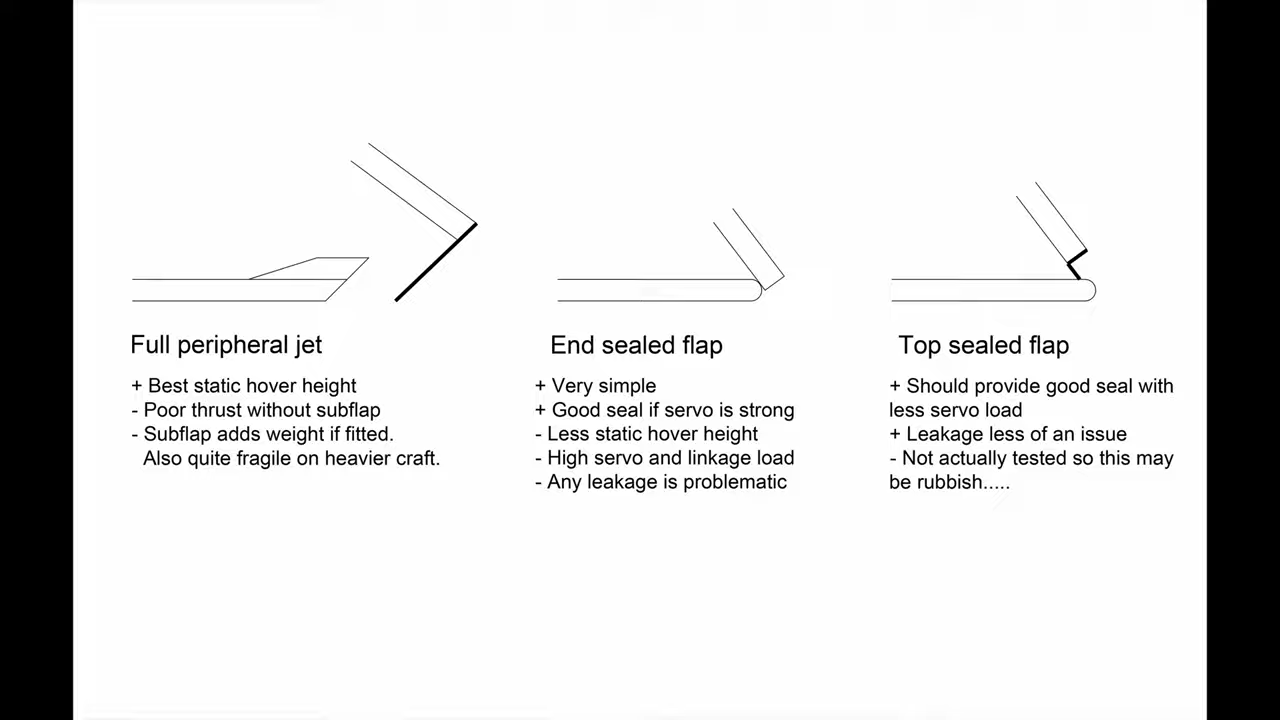 Full peripheral jet
+ Best static hover height
- Poor thrust without subflap
- Subflap adds weight if fitted.
Also quite fragile on heavier craft.
End sealed flap
+ Very simple
+ Good seal if servo is strong
- Less static hover height
- High servo and linkage load
- Any leakage is problematic
Top sealed flap
+ Should provide good seal with
less servo load
+ Leakage less of an issue
- Not actually tested so this may
be rubbish.....